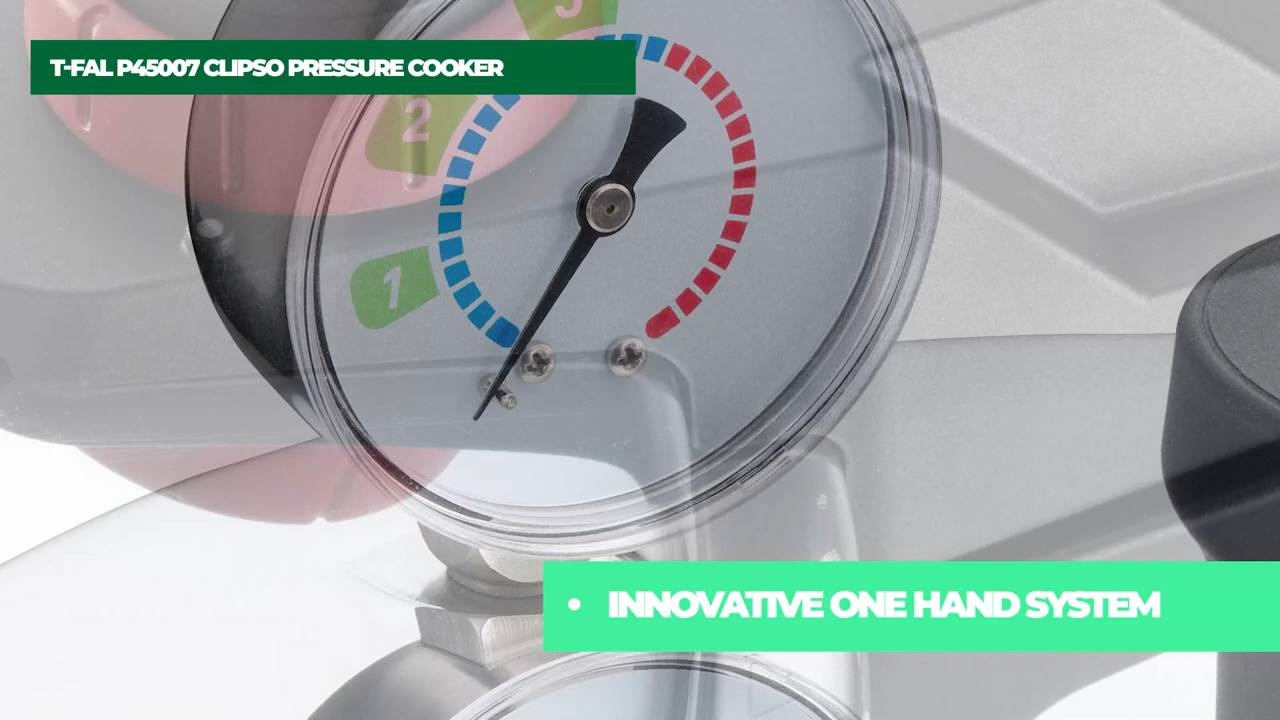 3
T-FAL P45007 CLIPSO PRESSURE COOKER
2
1
• INNOVATIVE ONE HAND SYSTEM